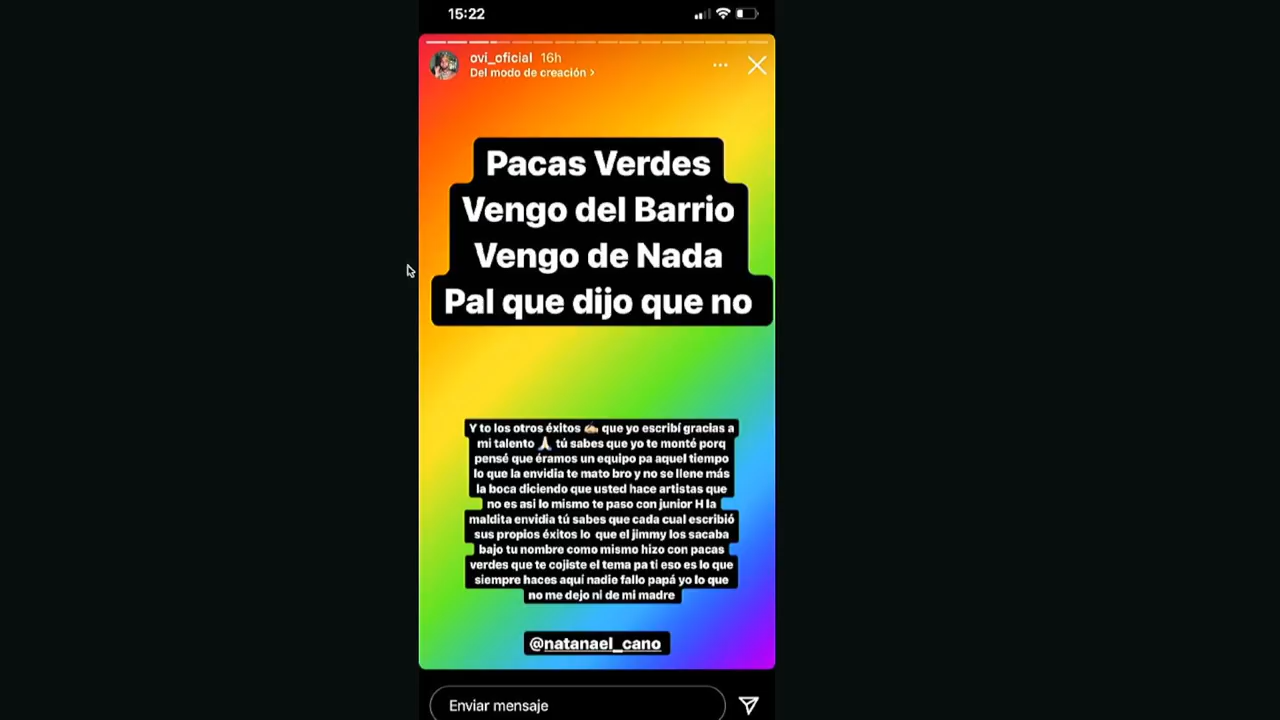 15:22
ovi_oficial 16h
Del modo de creación >
Pacas Verdes
Vengo del Barrio
Vengo de Nada
Pal que dijo que no
Y to los otros éxitos ✍🏻 que yo escribí gracias a
mi talento 🙏🏻 tú sabes que yo te monté porq
pensé que éramos un equipo pa aquel tiempo
lo que la envidia te mato bro y no se llene más
la boca diciendo que usted hace artistas que
no es asi lo mismo te paso con junior H la
maldita envidia tú sabes que cada cual escribió
sus propios éxitos lo que el jimmy los sacaba
bajo tu nombre como mismo hizo con pacas
verdes que te cojiste el tema pa ti eso es lo que
siempre haces aquí nadie fallo papá yo lo que
no me dejo ni de mi madre
@natanael_cano
Enviar mensaje